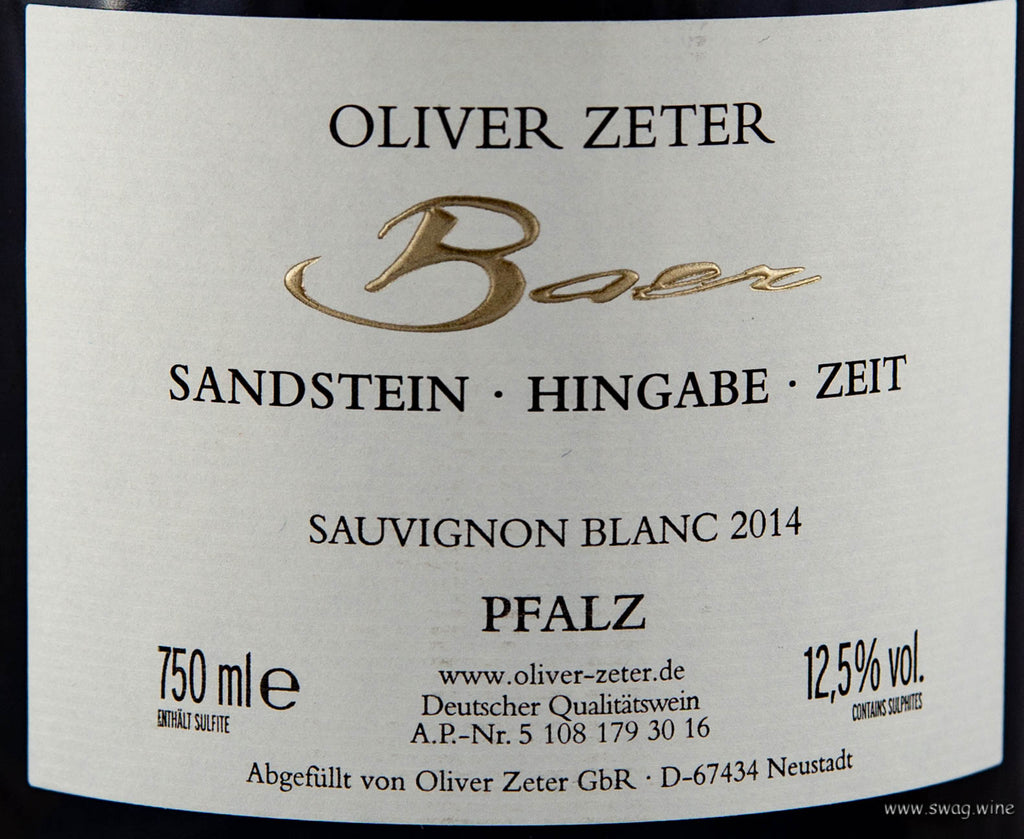 OLIVER ZETER
Baer
SANDSTEIN · HINGABE · ZEIT
SAUVIGNON BLANC 2014
PFALZ
750 ml e
ENTHÄLT SULFITE
www.oliver-zeter.de
Deutscher Qualitätswein
A.P.-Nr. 5 108 179 30 16
12,5% vol.
CONTAINS SULPHITES
Abgefüllt von Oliver Zeter GbR · D-67434 Neustadt
www.swag.wine